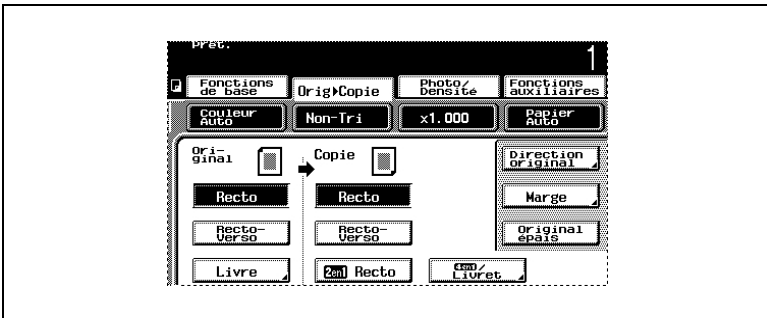 Prêt.
1
Fonctions
de base
Orig▸Copie
Photo/
Densité
Fonctions
auxiliaires
Couleur
Auto
Non-Tri
x1.000
Papier
Auto
Ori-
ginal
Copie
Direction
original
Recto
Recto
Marge
Recto-
Verso
Recto-
Verso
Original
épais
Livre
2en1 Recto
4en1/
Livret